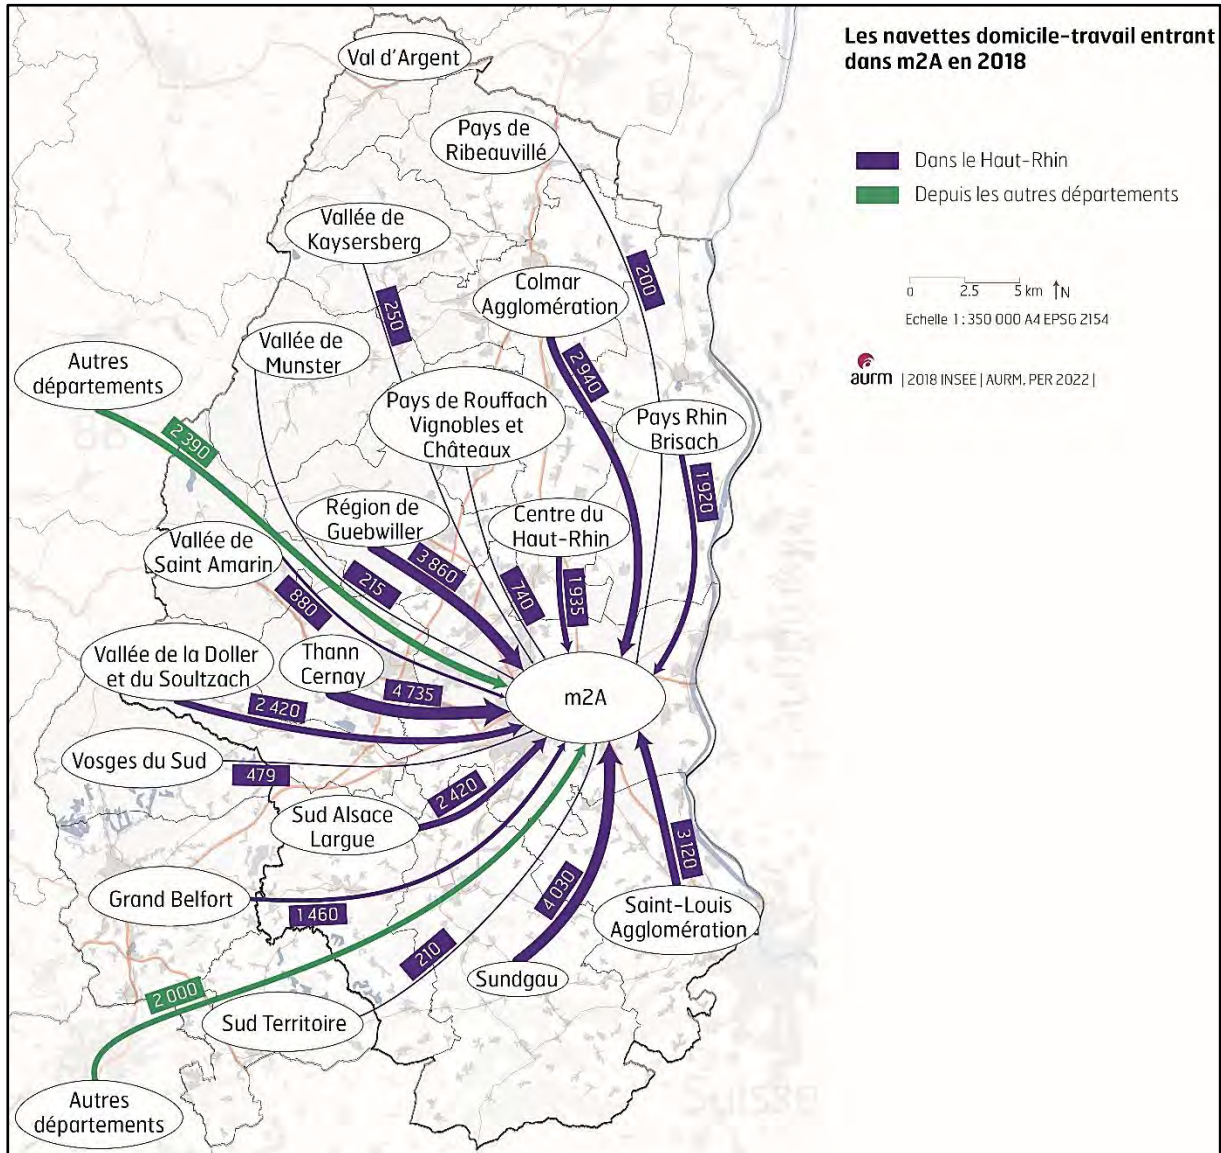 Les navettes domicile-travail entrant
dans m2A en 2018
Dans le Haut-Rhin
Depuis les autres départements
0 2.5 5 km N
Echelle 1 : 350 000 A4 EPSG 2154
aurm | 2018 INSEE | AURM, PER 2022 |
Val d'Argent
Pays de
Ribeauvillé
Vallée de
Kaysersberg
200
Colmar
Agglomération
250
Vallée de
Munster
Autres
départements
2 940
Pays de Rouffach
Vignobles et
Châteaux
Pays Rhin
Brisach
2 390
1 920
Région de
Guebwiller
Centre du
Haut-Rhin
Vallée de
Saint Amarin
3 860
215
740
1 935
880
Vallée de la Doller
et du Soultzach
Thann
Cernay
4 735
m2A
2 420
Vosges du Sud
479
Sud Alsace
Largue
2 420
3 120
Grand Belfort
1 460
4 030
Saint-Louis
Agglomération
210
Sundgau
2 000
Sud Territoire
Autres
départements
Suisse